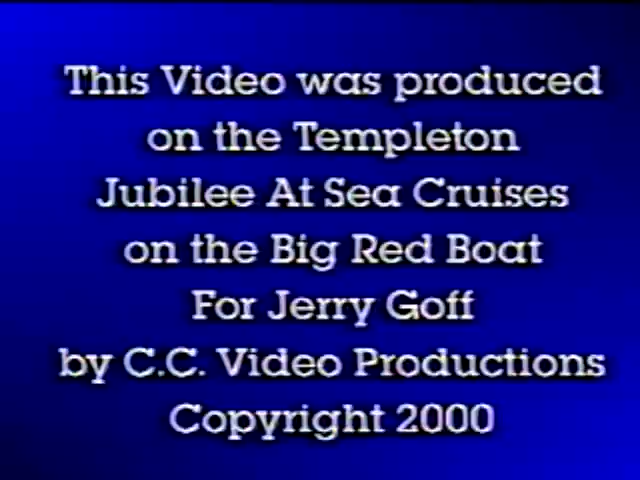 This Video was produced
on the Templeton
Jubilee At Sea Cruises
on the Big Red Boat
For Jerry Goff
by C.C. Video Productions
Copyright 2000